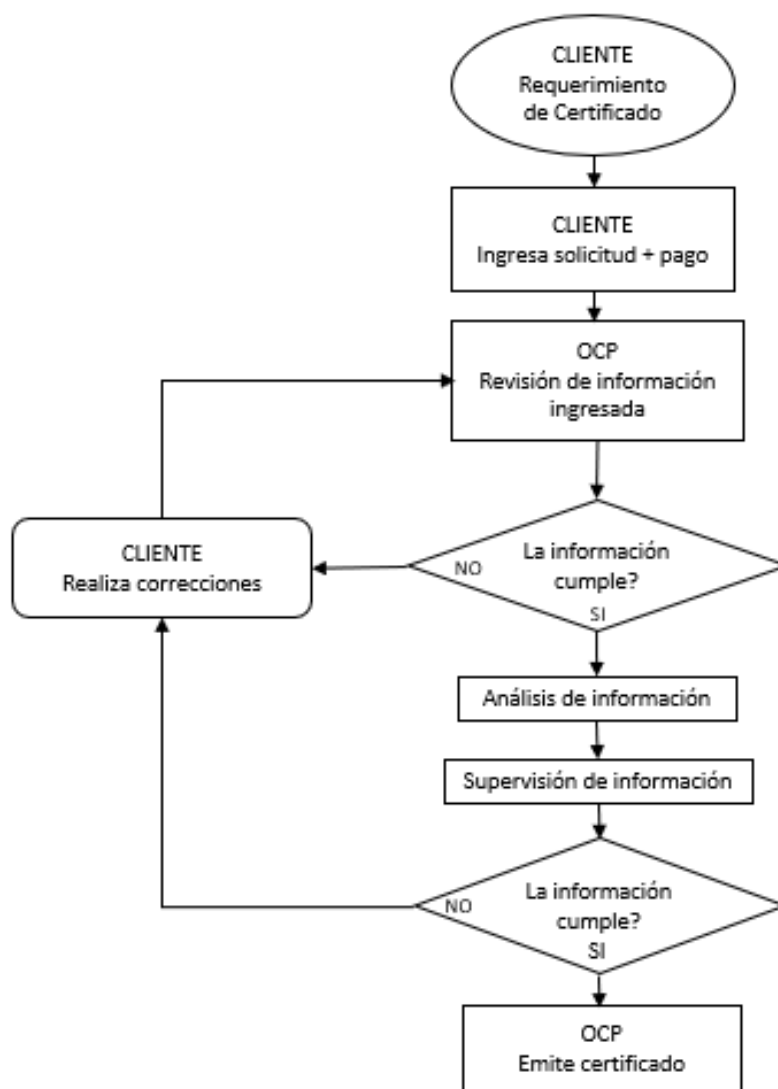 CLIENTE
Requerimiento
de Certificado
CLIENTE
Ingresa solicitud + pago
OCP
Revisión de información
ingresada
CLIENTE
Realiza correcciones
La información
NO
cumple?
SI
Análisis de información
Supervisión de información
La información
NO
cumple?
SI
OCP
Emite certificado